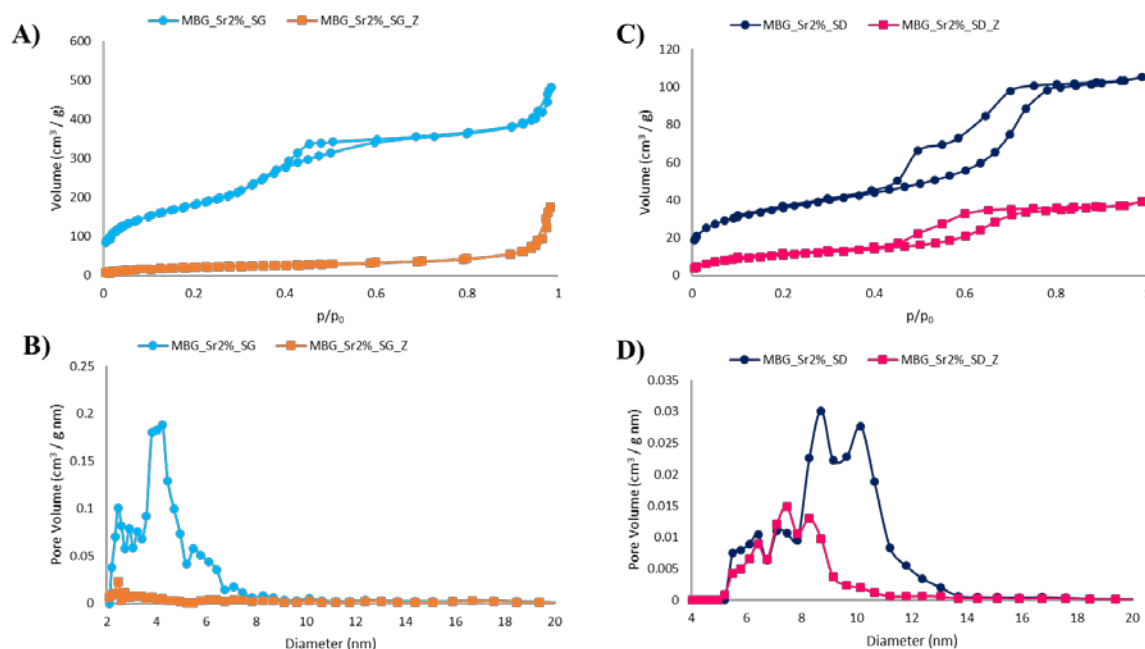 A)
MBG_Sr2%_SG MBG_Sr2%_SG_Z
600
500
400
300
200
100
0
Volume (cm³ / g)
0 0.2 0.4 0.6 0.8 1
p/p₀
C)
MBG_Sr2%_SD MBG_Sr2%_SD_Z
120
100
80
60
40
20
0
Volume (cm³ / g)
0 0.2 0.4 0.6 0.8 1
p/p₀
B)
MBG_Sr2%_SG MBG_Sr2%_SG_Z
0.25
0.2
0.15
0.1
0.05
0
Pore Volume (cm³ / g nm)
2 4 6 8 10 12 14 16 18 20
Diameter (nm)
D)
MBG_Sr2%_SD MBG_Sr2%_SD_Z
0.035
0.03
0.025
0.02
0.015
0.01
0.005
0
Pore Volume (cm³ / g nm)
4 6 8 10 12 14 16 18 20
Diameter (nm)